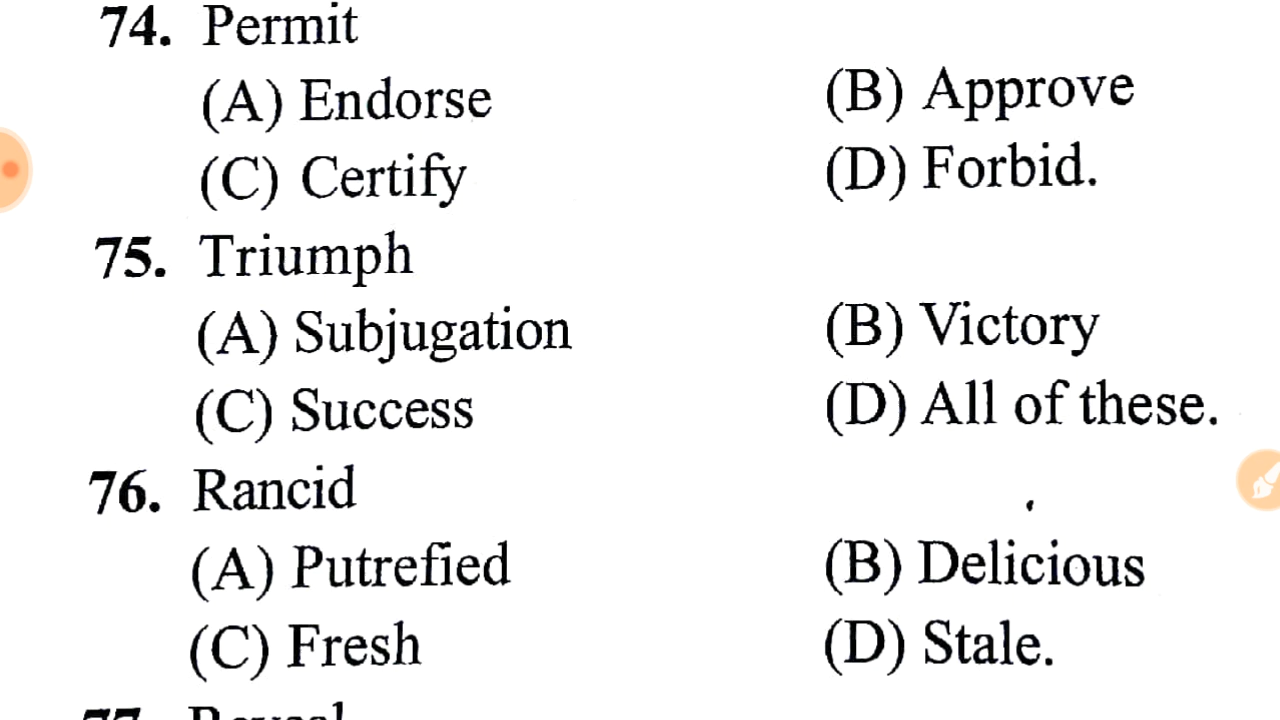 74. Permit
(A) Endorse (B) Approve
(C) Certify (D) Forbid.
75. Triumph
(A) Subjugation (B) Victory
(C) Success (D) All of these.
76. Rancid
(A) Putrefied (B) Delicious
(C) Fresh (D) Stale.